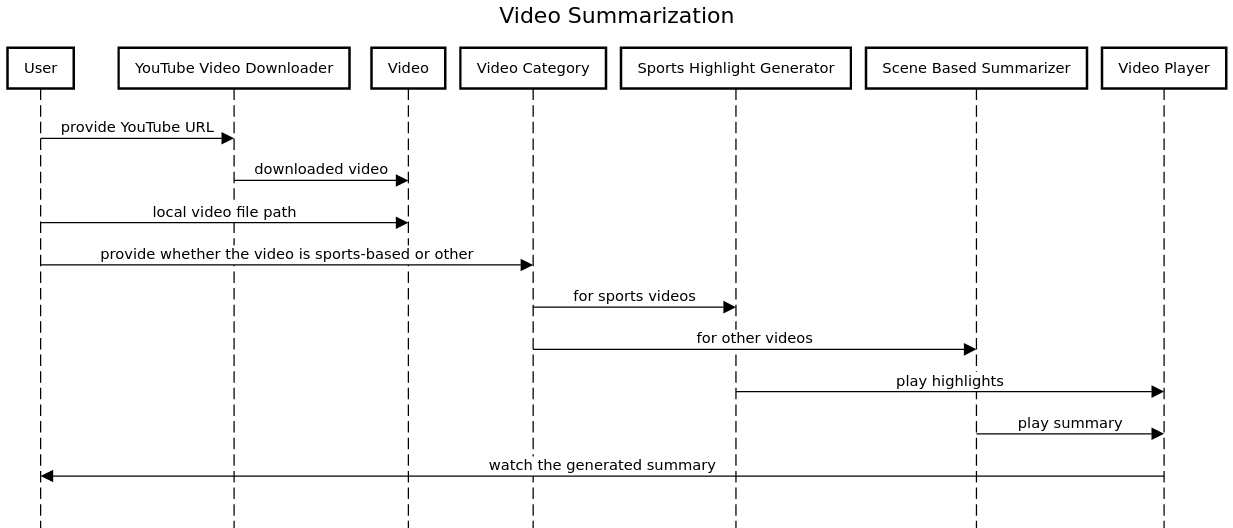 Video Summarization
User
YouTube Video Downloader
Video
Video Category
Sports Highlight Generator
Scene Based Summarizer
Video Player
provide YouTube URL
downloaded video
local video file path
provide whether the video is sports-based or other
for sports videos
for other videos
play highlights
play summary
watch the generated summary